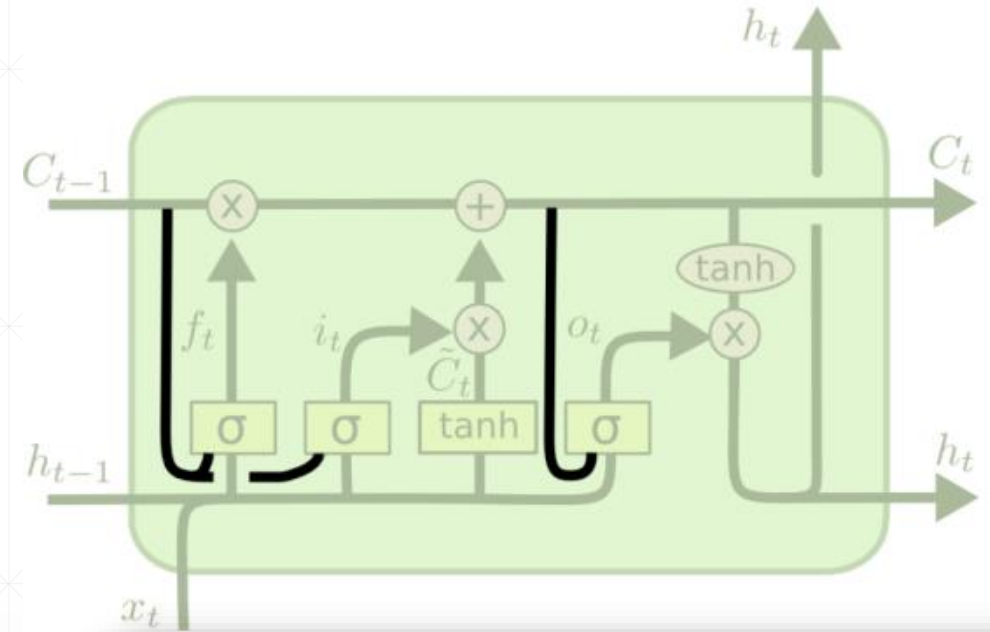 h_t
C_{t-1} x + C_t
tanh
f_t i_t x o_t x
C̃_t
σ σ tanh σ
h_{t-1} h_t
x_t